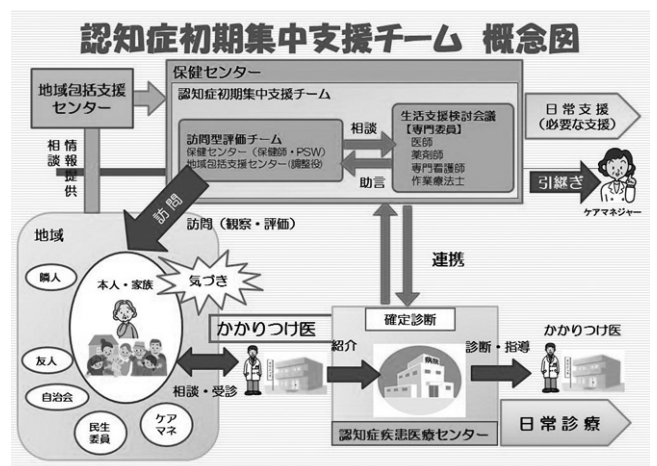 認知症初期集中支援チーム 概念図
保健センター
地域包括支援
センター
認知症初期集中支援チーム
訪問型評価チーム
保健センター（保健師・PSW）
地域包括支援センター(調整役)
相談
助言
生活支援検討会議
【専門委員】
医師
薬剤師
専門看護師
作業療法士
日常支援
（必要な支援）
引継ぎ
ケアマネジャー
情報提供
相談
訪問
訪問（観察・評価）
地域
本人・家族
気づき
隣人
友人
自治会
民生
委員
ケア
マネ
連携
かかりつけ医
相談・受診
紹介
確定診断
病院
認知症疾患医療センター
診断・指導
かかりつけ医
日常診療